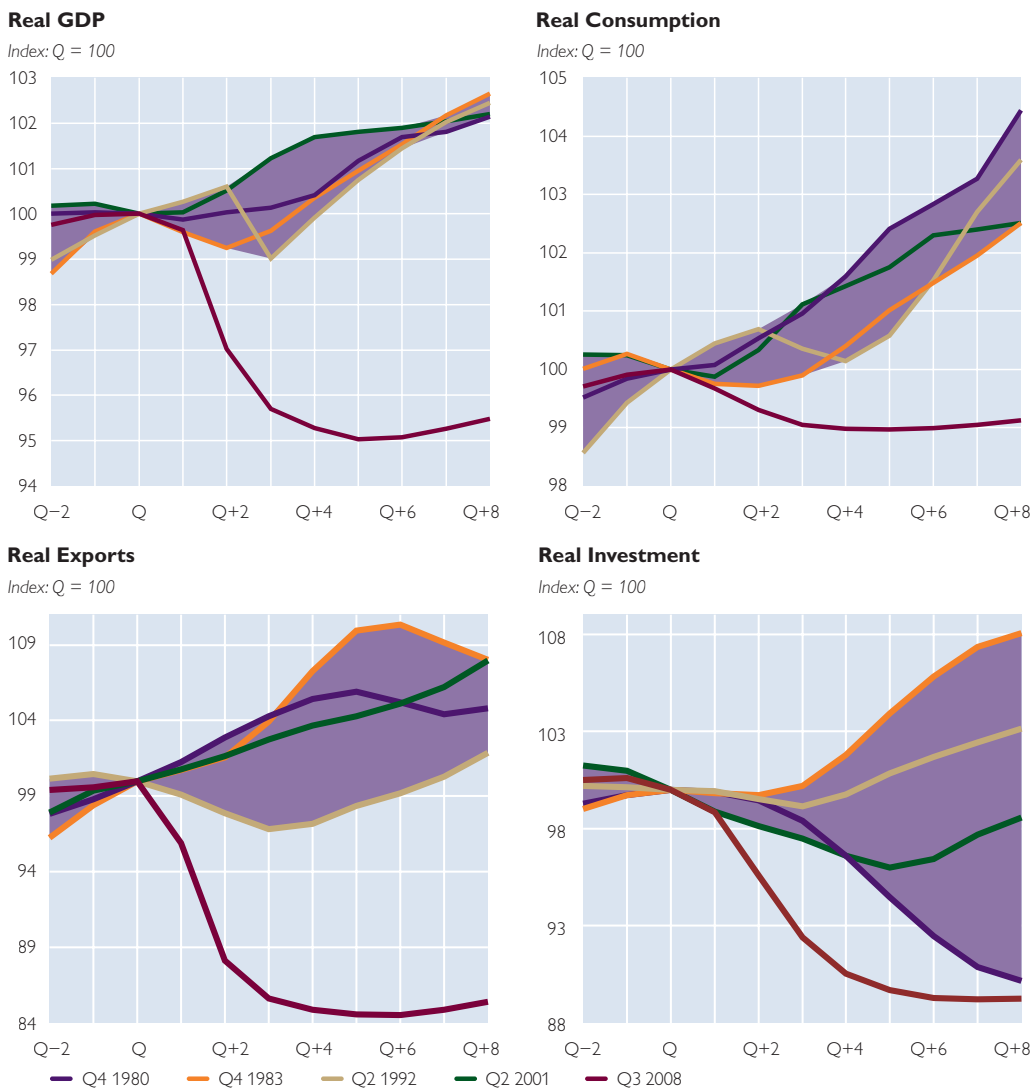 Real GDP
Index: Q = 100
103
102
101
100
99
98
97
96
95
94
Q–2 Q Q+2 Q+4 Q+6 Q+8
Real Consumption
Index: Q = 100
105
104
103
102
101
100
99
98
Q–2 Q Q+2 Q+4 Q+6 Q+8
Real Exports
Index: Q = 100
109
104
99
94
89
84
Q–2 Q Q+2 Q+4 Q+6 Q+8
Real Investment
Index: Q = 100
108
103
98
93
88
Q–2 Q Q+2 Q+4 Q+6 Q+8
Q4 1980 Q4 1983 Q2 1992 Q2 2001 Q3 2008